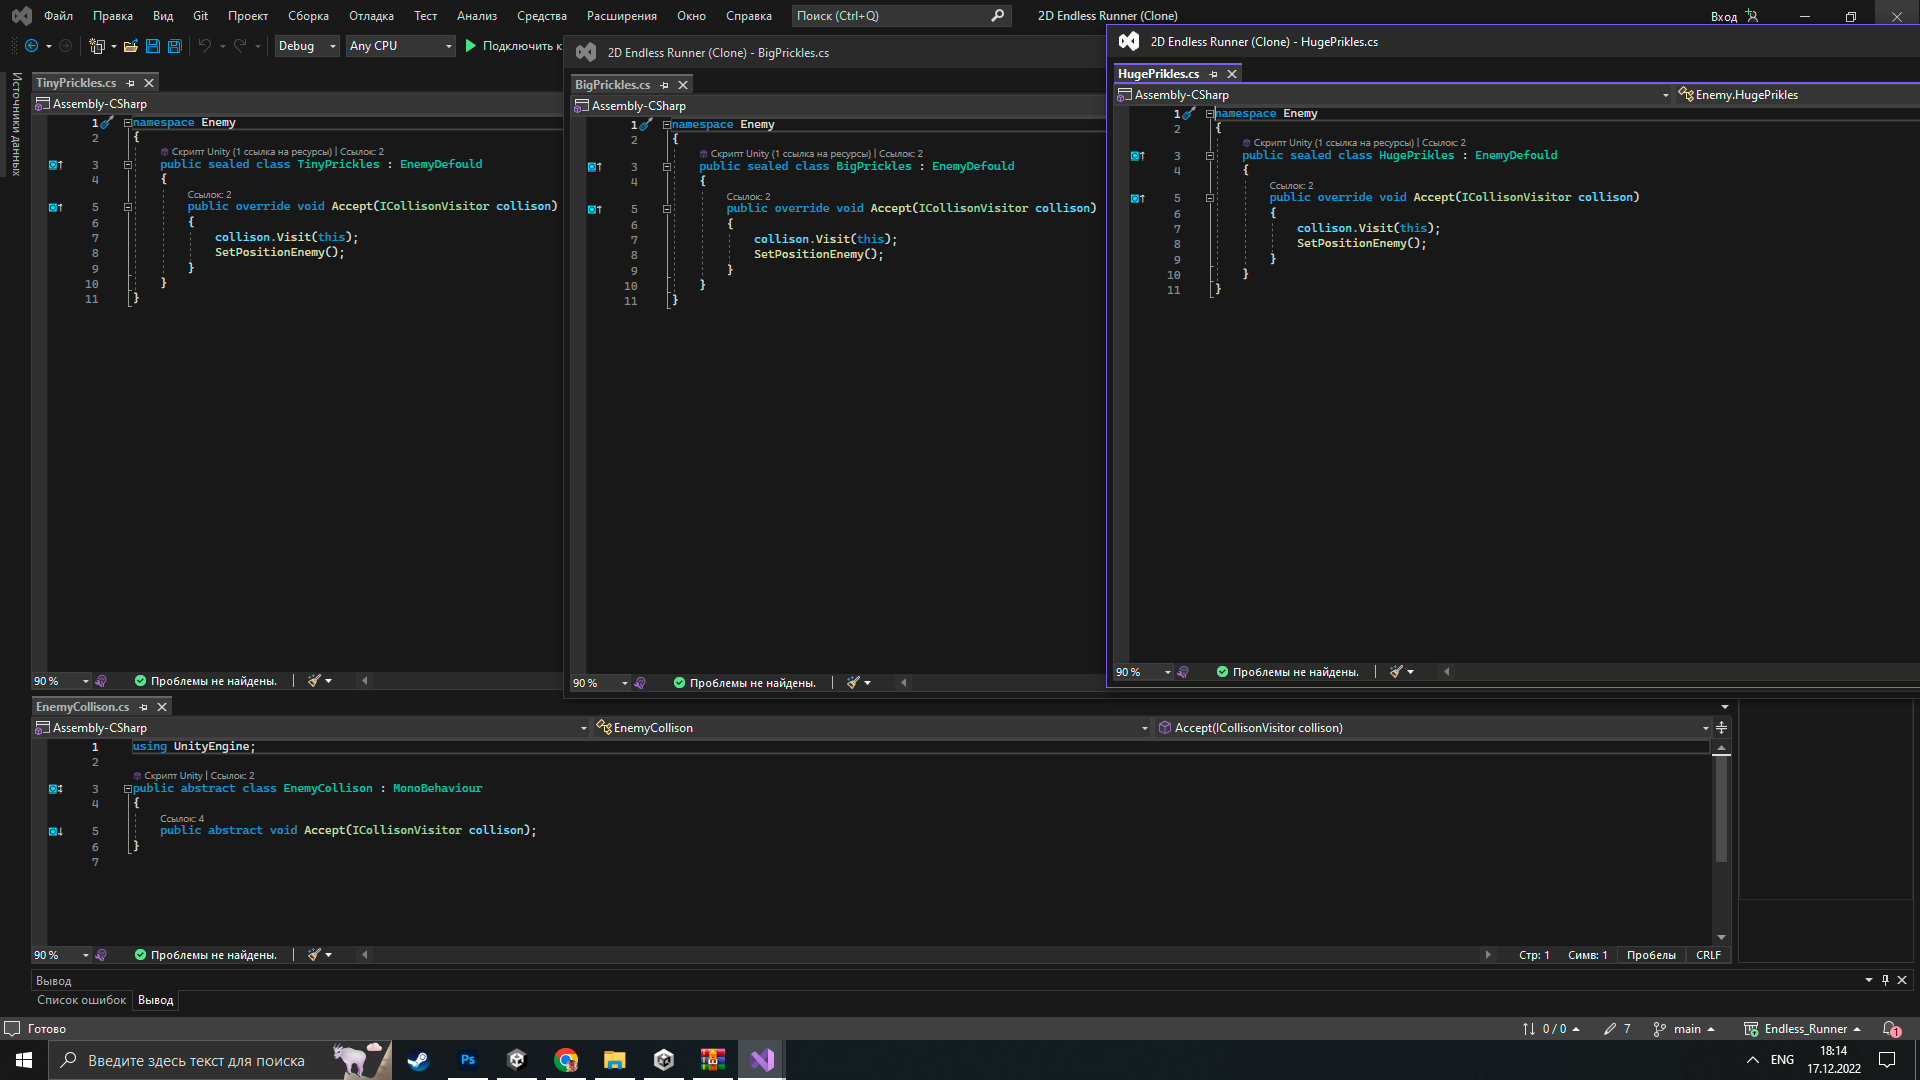 Файл Правка Вид Git Проект Сборка Отладка Тест Анализ Средства Расширения Окно Справка Поиск (Ctrl+Q) 2D Endless Runner (Clone) Вход
Debug Any CPU Подключить к
Источники данных
TinyPrickles.cs
Assembly-CSharp
1 namespace Enemy
2 {
Скрипт Unity (1 ссылка на ресурсы) | Ссылок: 2
3 public sealed class TinyPrickles : EnemyDefould
4 {
Ссылок: 2
5 public override void Accept(ICollisonVisitor collison)
6 {
7 collison.Visit(this);
8 SetPositionEnemy();
9 }
10 }
11 }
90 % Проблемы не найдены.
2D Endless Runner (Clone) - BigPrickles.cs
BigPrickles.cs
Assembly-CSharp
1 namespace Enemy
2 {
Скрипт Unity (1 ссылка на ресурсы) | Ссылок: 2
3 public sealed class BigPrickles : EnemyDefould
4 {
Ссылок: 2
5 public override void Accept(ICollisonVisitor collison)
6 {
7 collison.Visit(this);
8 SetPositionEnemy();
9 }
10 }
11 }
90 % Проблемы не найдены.
2D Endless Runner (Clone) - HugePrikles.cs
HugePrikles.cs
Assembly-CSharp Enemy.HugePrikles
1 namespace Enemy
2 {
Скрипт Unity (1 ссылка на ресурсы) | Ссылок: 2
3 public sealed class HugePrikles : EnemyDefould
4 {
Ссылок: 2
5 public override void Accept(ICollisonVisitor collison)
6 {
7 collison.Visit(this);
8 SetPositionEnemy();
9 }
10 }
11 }
90 % Проблемы не найдены.
EnemyCollison.cs
Assembly-CSharp EnemyCollison Accept(ICollisonVisitor collison)
1 using UnityEngine;
2
Скрипт Unity | Ссылок: 2
3 public abstract class EnemyCollison : MonoBehaviour
4 {
Ссылок: 4
5 public abstract void Accept(ICollisonVisitor collison);
6 }
7
90 % Проблемы не найдены. Стр: 1 Симв: 1 Пробелы CRLF
Вывод
Список ошибок Вывод
Готово 0 / 0 7 main Endless_Runner 1
Введите здесь текст для поиска Ps ENG 18:14
17.12.2022